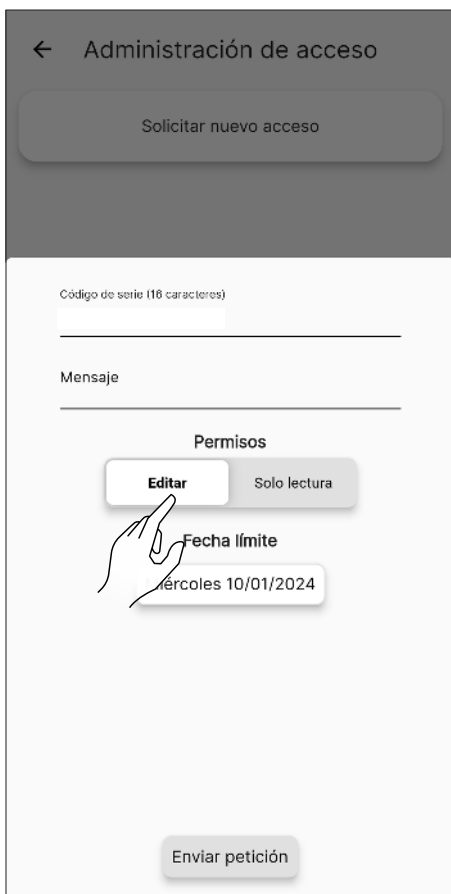 Administración de acceso
Solicitar nuevo acceso
Código de serie (16 caracteres)
Mensaje
Permisos
Editar Solo lectura
Fecha límite
10/01/2024
Enviar petición